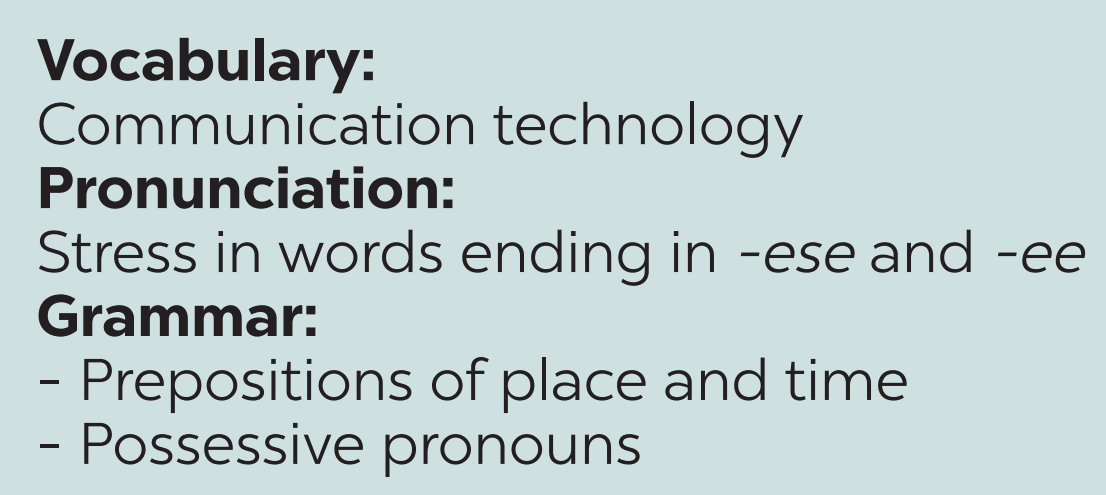 Vocabulary:
Communication technology
Pronunciation:
Stress in words ending in -ese and -ee
Grammar:
- Prepositions of place and time
- Possessive pronouns